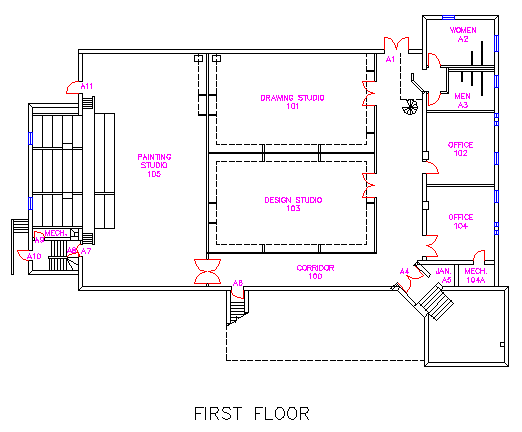 WOMEN
A2
A1
A11
DRAWING STUDIO
101
MEN
A3
PAINTING
STUDIO
105
OFFICE
102
DESIGN STUDIO
103
OFFICE
104
MECH.
A9
A8
A7
A10
CORRIDOR
100
A4
JAN.
A5
MECH.
104A
A6
FIRST FLOOR